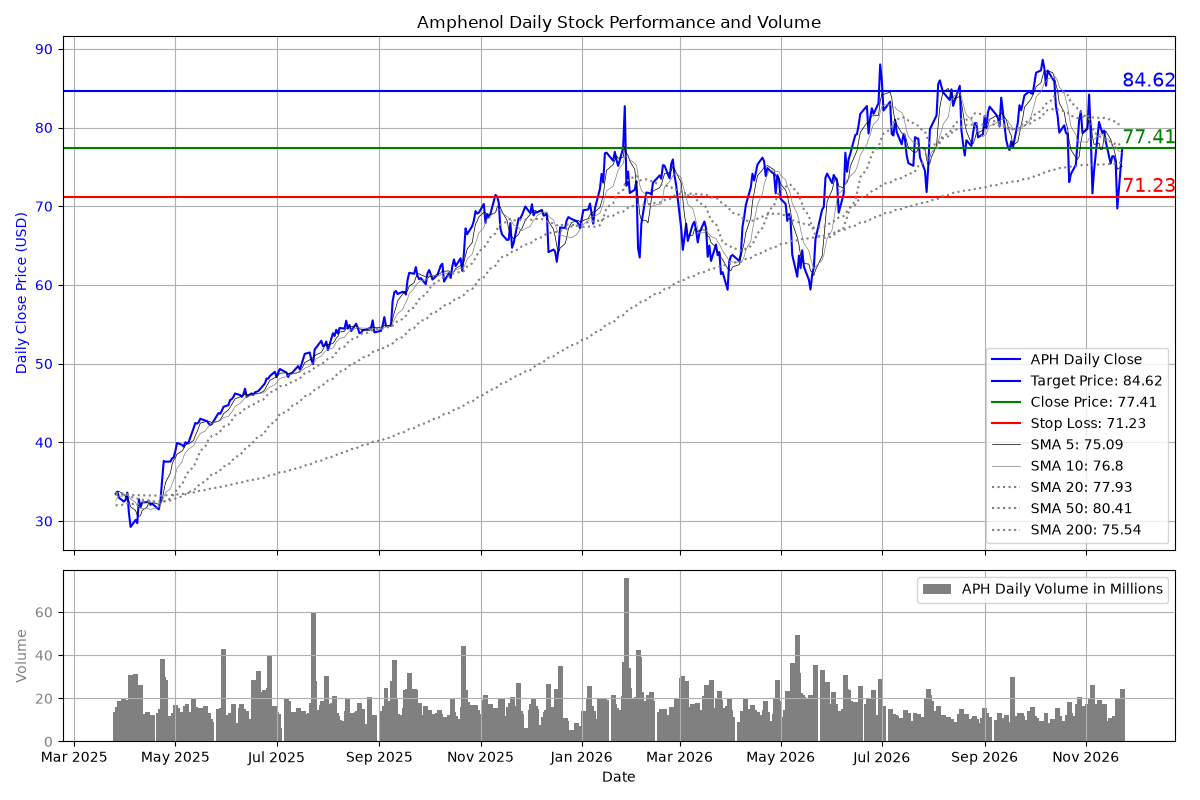 Amphenol Daily Stock Performance and Volume
90
80
70
60
50
40
30
Daily Close Price (USD)
84.62
77.41
71.23
APH Daily Close
Target Price: 84.62
Close Price: 77.41
Stop Loss: 71.23
SMA 5: 75.09
SMA 10: 76.8
SMA 20: 77.93
SMA 50: 80.41
SMA 200: 75.54
60
40
20
0
Volume
APH Daily Volume in Millions
Mar 2025 May 2025 Jul 2025 Sep 2025 Nov 2025 Jan 2026 Mar 2026 May 2026 Jul 2026 Sep 2026 Nov 2026
Date